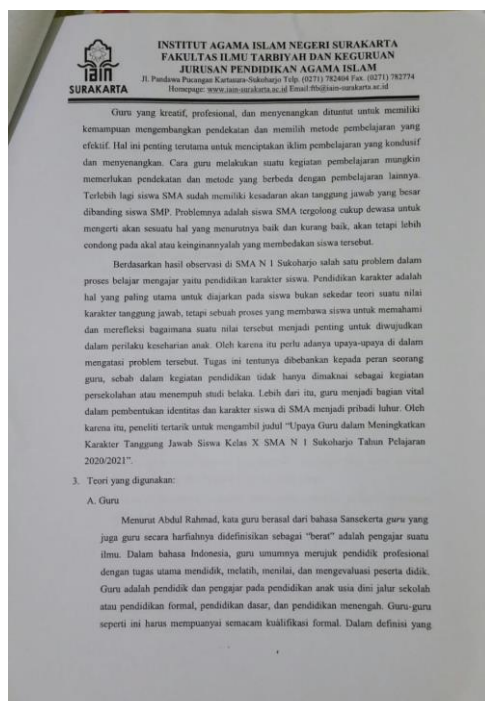 INSTITUT AGAMA ISLAM NEGERI SURAKARTA
FAKULTAS ILMU TARBIYAH DAN KEGURUAN
JURUSAN PENDIDIKAN AGAMA ISLAM
Jl. Pandawa Pucangan Kartasura-Sukoharjo Telp. (0271) 782404 Fax. (0271) 782774
Homepage: www.iain-surakarta.ac.id Email:ftb@iain-surakarta.ac.id
iain
SURAKARTA
Guru yang kreatif, profesional, dan menyenangkan dituntut untuk memiliki
kemampuan mengembangkan pendekatan dan memilih metode pembelajaran yang
efektif. Hal ini penting terutama untuk menciptakan iklim pembelajaran yang kondusif
dan menyenangkan. Cara guru melakukan suatu kegiatan pembelajaran mungkin
memerlukan pendekatan dan metode yang berbeda dengan pembelajaran lainnya.
Terlebih lagi siswa SMA sudah memiliki kesadaran akan tanggung jawab yang besar
dibanding siswa SMP. Problemnya adalah siswa SMA tergolong cukup dewasa untuk
mengerti akan sesuatu hal yang menurutnya baik dan kurang baik, akan tetapi lebih
condong pada akal atau keinginannyalah yang membedakan siswa tersebut.
Berdasarkan hasil observasi di SMA N 1 Sukoharjo salah satu problem dalam
proses belajar mengajar yaitu pendidikan karakter siswa. Pendidikan karakter adalah
hal yang paling utama untuk diajarkan pada siswa bukan sekedar teori suatu nilai
karakter tanggung jawab, tetapi sebuah proses yang membawa siswa untuk memahami
dan merefleksi bagaimana suatu nilai tersebut menjadi penting untuk diwujudkan
dalam perilaku keseharian anak. Oleh karena itu perlu adanya upaya-upaya di dalam
mengatasi problem tersebut. Tugas ini tentunya dibebankan kepada peran seorang
guru, sebab dalam kegiatan pendidikan tidak hanya dimaknai sebagai kegiatan
persekolahan atau menempuh studi belaka. Lebih dari itu, guru menjadi bagian vital
dalam pembentukan identitas dan karakter siswa di SMA menjadi pribadi luhur. Oleh
karena itu, peneliti tertarik untuk mengambil judul “Upaya Guru dalam Meningkatkan
Karakter Tanggung Jawab Siswa Kelas X SMA N 1 Sukoharjo Tahun Pelajaran
2020/2021”.
3. Teori yang digunakan:
A. Guru
Menurut Abdul Rahmad, kata guru berasal dari bahasa Sansekerta guru yang
juga guru secara harfiahnya didefinisikan sebagai “berat” adalah pengajar suatu
ilmu. Dalam bahasa Indonesia, guru umumnya merujuk pendidik profesional
dengan tugas utama mendidik, melatih, menilai, dan mengevaluasi peserta didik.
Guru adalah pendidik dan pengajar pada pendidikan anak usia dini jalur sekolah
atau pendidikan formal, pendidikan dasar, dan pendidikan menengah. Guru-guru
seperti ini harus mempuanyai semacam kualifikasi formal. Dalam definisi yang